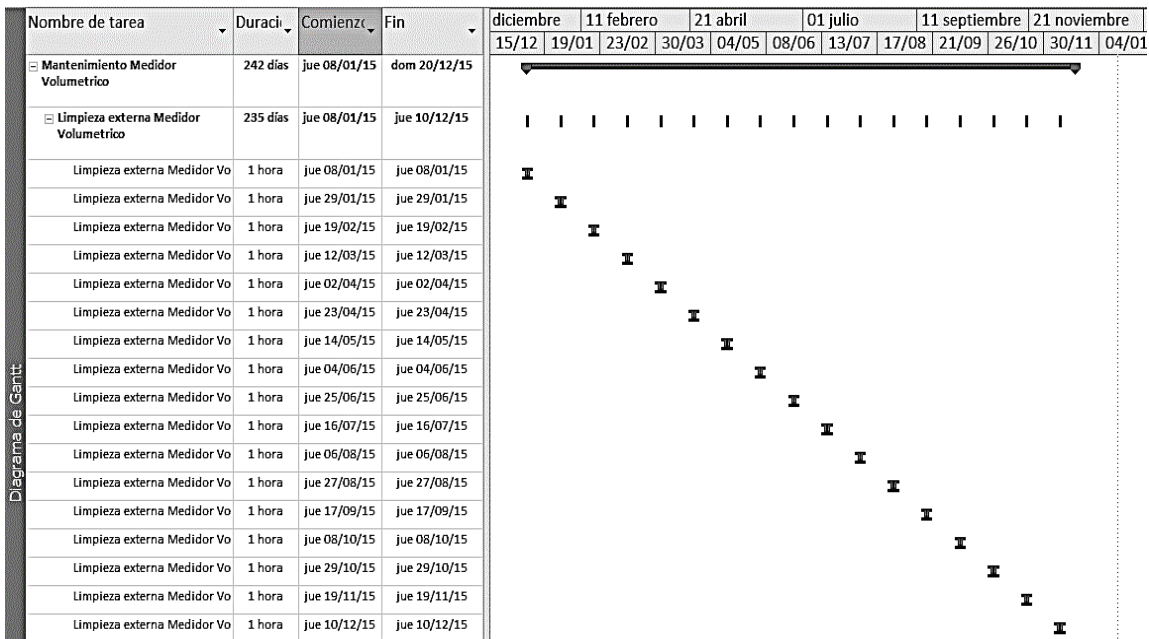 Nombre de tarea Duraci Comienzo Fin
diciembre 11 febrero 21 abril 01 julio 11 septiembre 21 noviembre
15/12 19/01 23/02 30/03 04/05 08/06 13/07 17/08 21/09 26/10 30/11 04/01
Mantenimiento Medidor Volumetrico 242 días jue 08/01/15 dom 20/12/15
Limpieza externa Medidor Volumetrico 235 días jue 08/01/15 jue 10/12/15
Limpieza externa Medidor Vo 1 hora jue 08/01/15 jue 08/01/15
Limpieza externa Medidor Vo 1 hora jue 29/01/15 jue 29/01/15
Limpieza externa Medidor Vo 1 hora jue 19/02/15 jue 19/02/15
Limpieza externa Medidor Vo 1 hora jue 12/03/15 jue 12/03/15
Limpieza externa Medidor Vo 1 hora jue 02/04/15 jue 02/04/15
Limpieza externa Medidor Vo 1 hora jue 23/04/15 jue 23/04/15
Limpieza externa Medidor Vo 1 hora jue 14/05/15 jue 14/05/15
Limpieza externa Medidor Vo 1 hora jue 04/06/15 jue 04/06/15
Limpieza externa Medidor Vo 1 hora jue 25/06/15 jue 25/06/15
Limpieza externa Medidor Vo 1 hora jue 16/07/15 jue 16/07/15
Limpieza externa Medidor Vo 1 hora jue 06/08/15 jue 06/08/15
Limpieza externa Medidor Vo 1 hora jue 27/08/15 jue 27/08/15
Limpieza externa Medidor Vo 1 hora jue 17/09/15 jue 17/09/15
Limpieza externa Medidor Vo 1 hora jue 08/10/15 jue 08/10/15
Limpieza externa Medidor Vo 1 hora jue 29/10/15 jue 29/10/15
Limpieza externa Medidor Vo 1 hora jue 19/11/15 jue 19/11/15
Limpieza externa Medidor Vo 1 hora jue 10/12/15 jue 10/12/15
Diagrama de Gantt